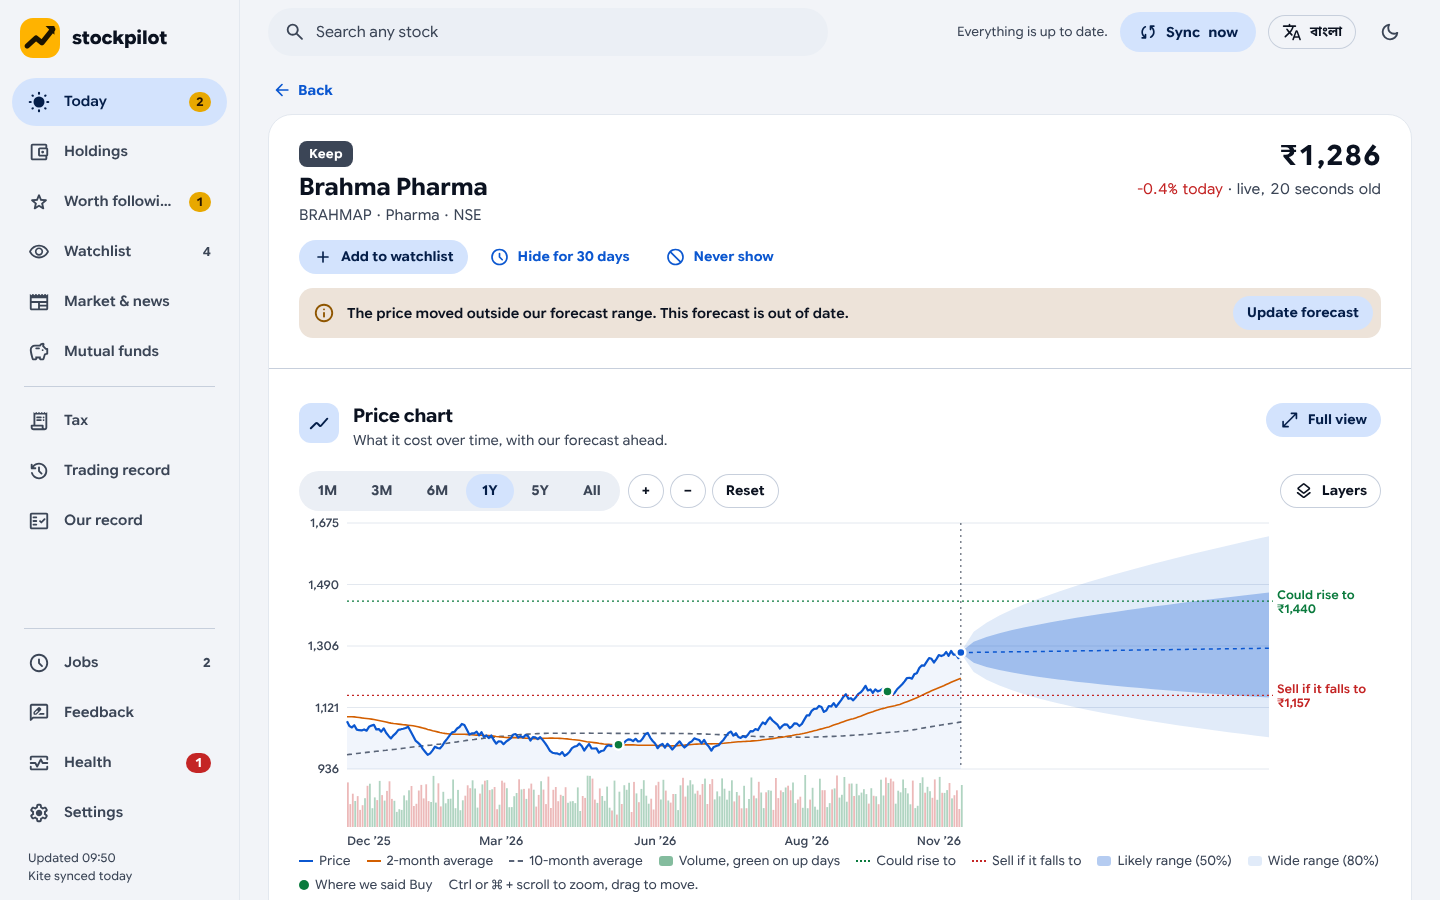 stockpilot
Search any stock
Everything is up to date.
Sync now
বাংলা
Today 2
Holdings
Worth followi... 1
Watchlist 4
Market & news
Mutual funds
Tax
Trading record
Our record
Jobs 2
Feedback
Health 1
Settings
Updated 09:50
Kite synced today
Back
Keep
Brahma Pharma
BRAHMAP · Pharma · NSE
₹1,286
-0.4% today · live, 20 seconds old
Add to watchlist
Hide for 30 days
Never show
The price moved outside our forecast range. This forecast is out of date.
Update forecast
Price chart
What it cost over time, with our forecast ahead.
Full view
1M 3M 6M 1Y 5Y All + − Reset
Layers
1,675
1,490
1,306
1,121
936
Could rise to
₹1,440
Sell if it falls to
₹1,157
Dec ’25 Mar ’26 Jun ’26 Aug ’26 Nov ’26
Price 2-month average 10-month average Volume, green on up days Could rise to Sell if it falls to Likely range (50%) Wide range (80%)
Where we said Buy Ctrl or ⌘ + scroll to zoom, drag to move.